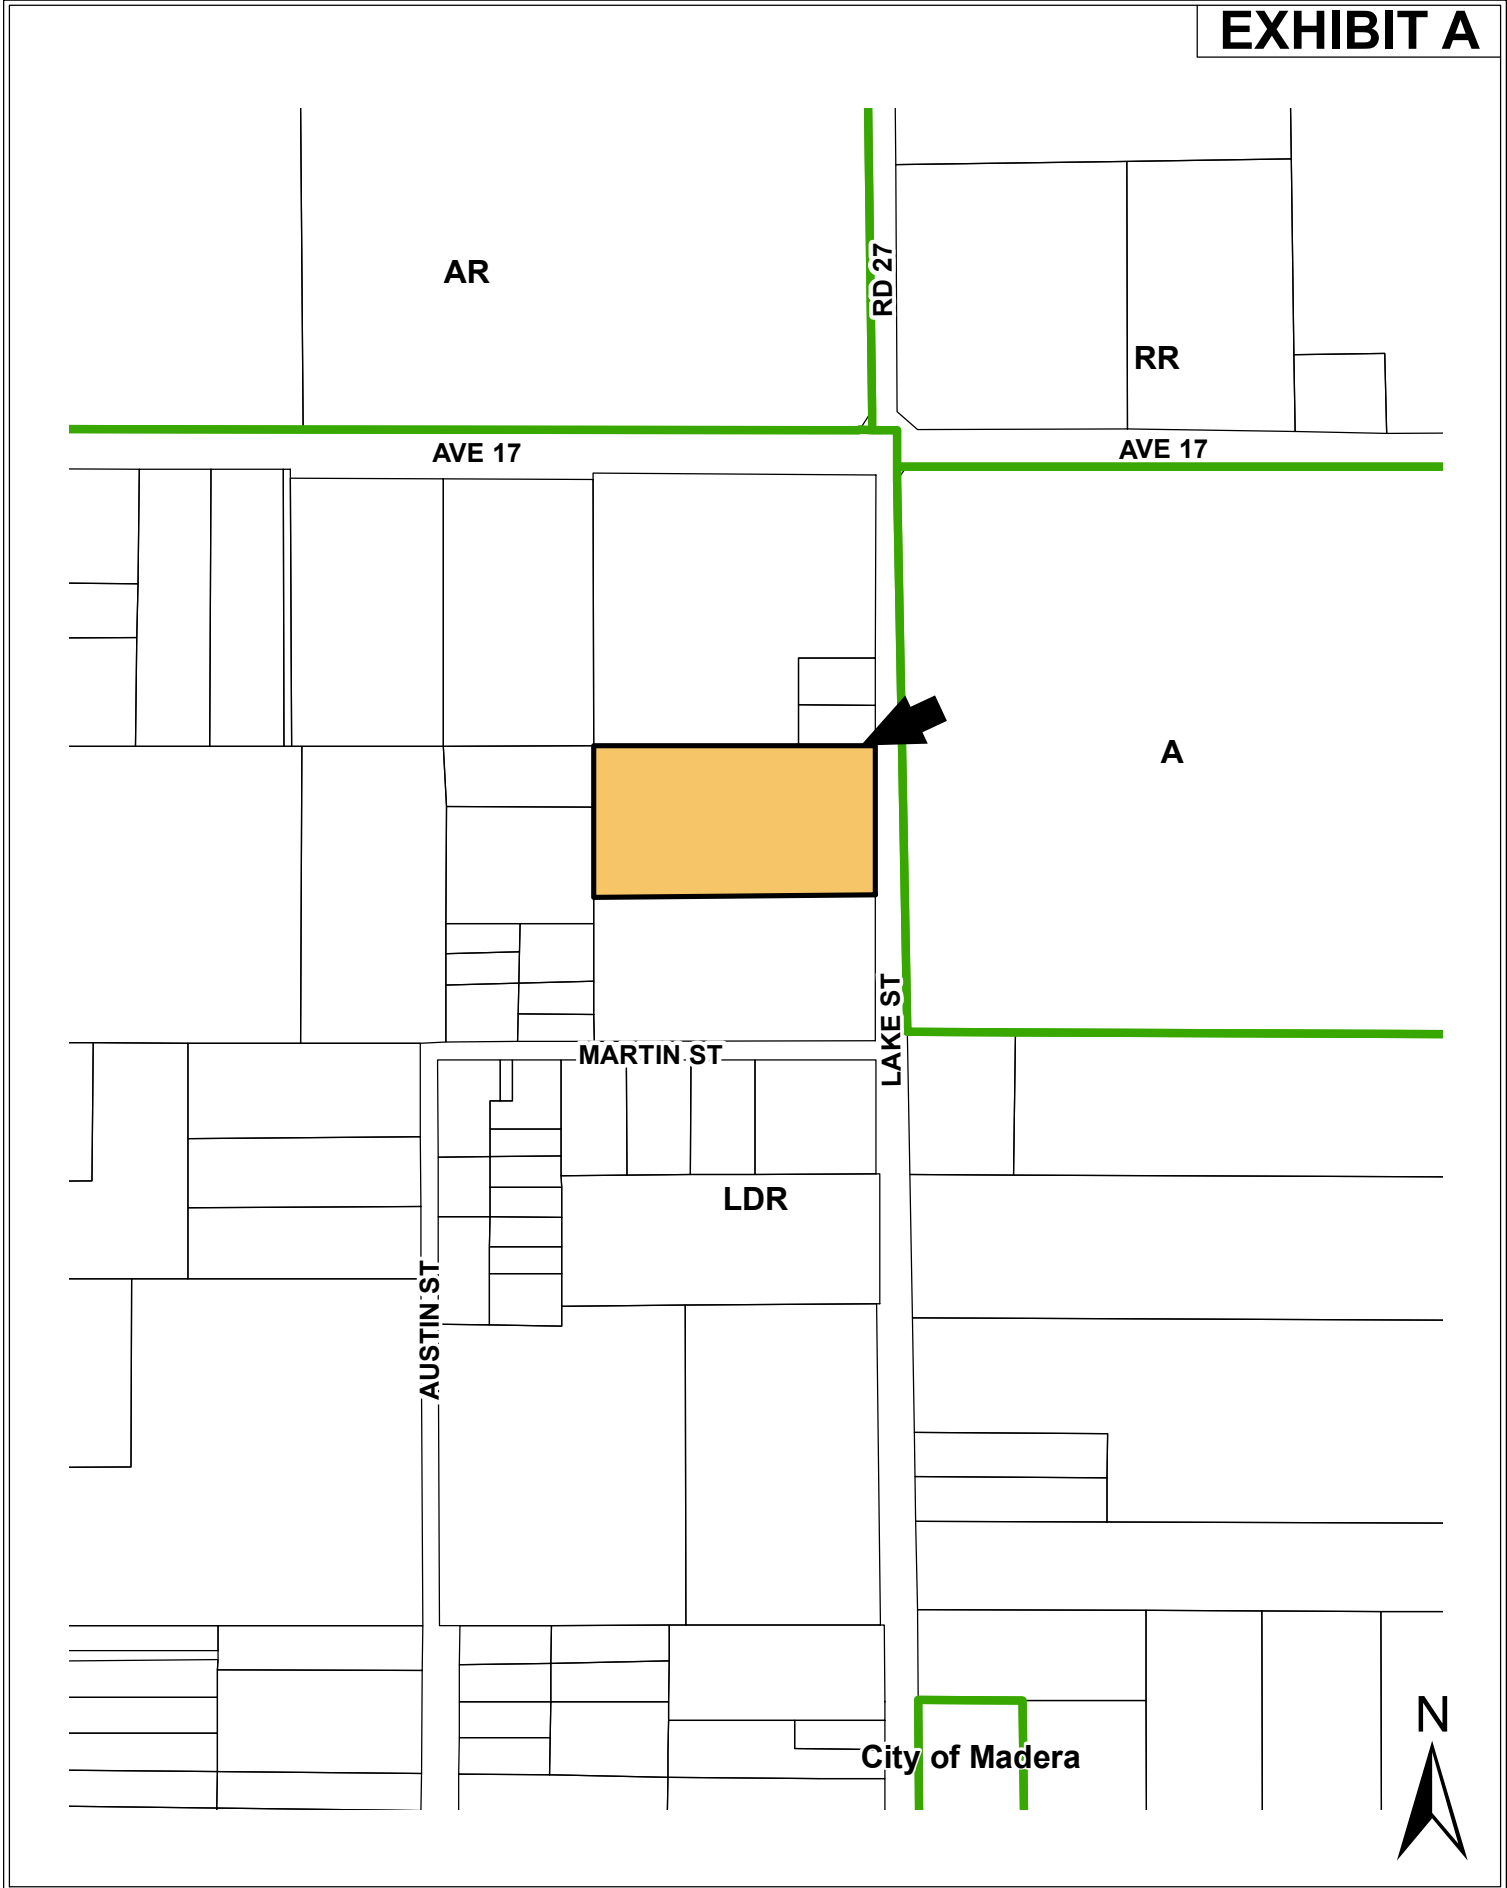 EXHIBIT A
AR
RD 27
RR
AVE 17
AVE 17
A
LAKE ST
MARTIN ST
LDR
AUSTIN ST
N
City of Madera